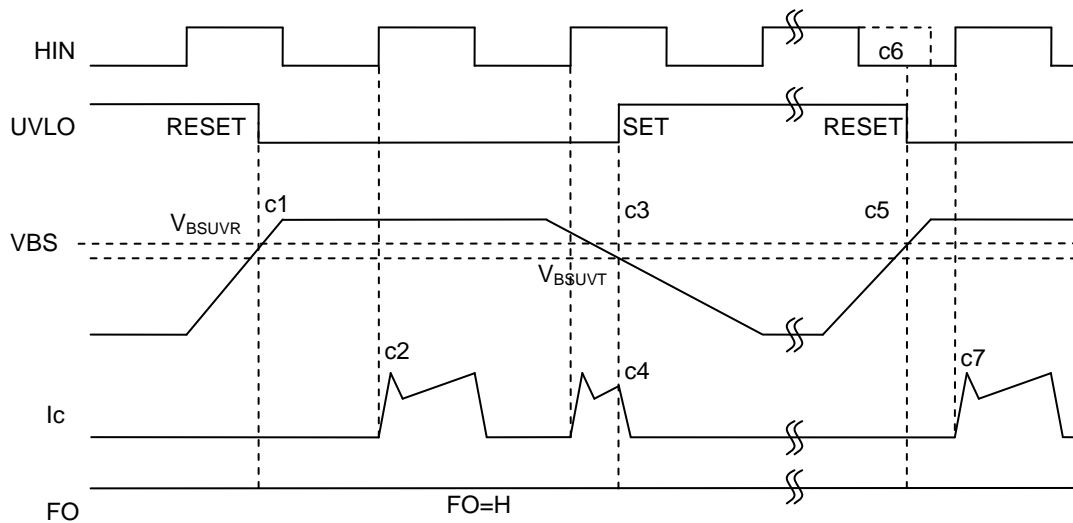 HIN
c6
UVLO
RESET
SET
RESET
c1
c3
c5
VBSUVR
VBS
VBSUVT
c2
c4
c7
Ic
FO=H
FO